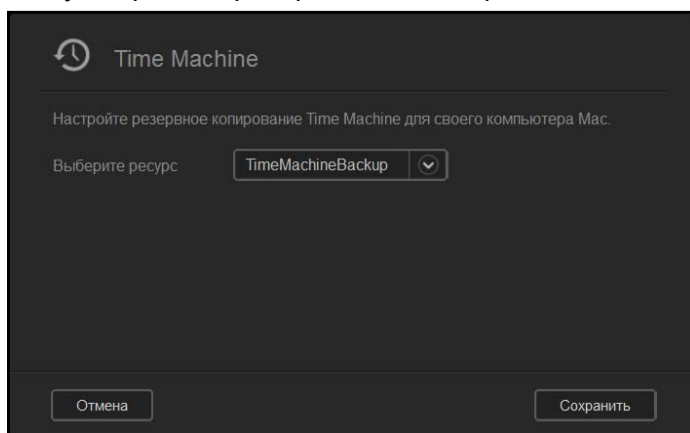 Time Machine
Настройте резервное копирование Time Machine для своего компьютера Mac.
Выберите ресурс TimeMachineBackup
Отмена Сохранить